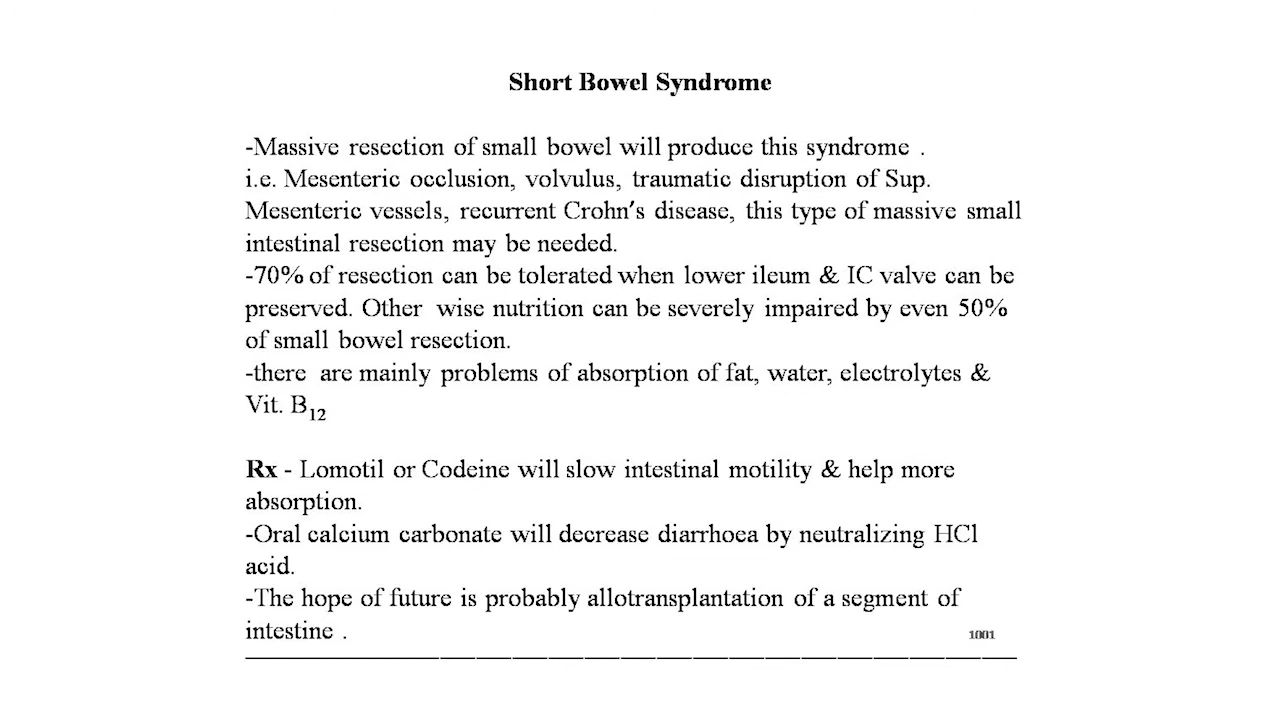 Short Bowel Syndrome
-Massive resection of small bowel will produce this syndrome .
i.e. Mesenteric occlusion, volvulus, traumatic disruption of Sup.
Mesenteric vessels, recurrent Crohn’s disease, this type of massive small
intestinal resection may be needed.
-70% of resection can be tolerated when lower ileum & IC valve can be
preserved. Other wise nutrition can be severely impaired by even 50%
of small bowel resection.
-there are mainly problems of absorption of fat, water, electrolytes &
Vit. B12
Rx - Lomotil or Codeine will slow intestinal motility & help more
absorption.
-Oral calcium carbonate will decrease diarrhoea by neutralizing HCl
acid.
-The hope of future is probably allotransplantation of a segment of
intestine .
1001